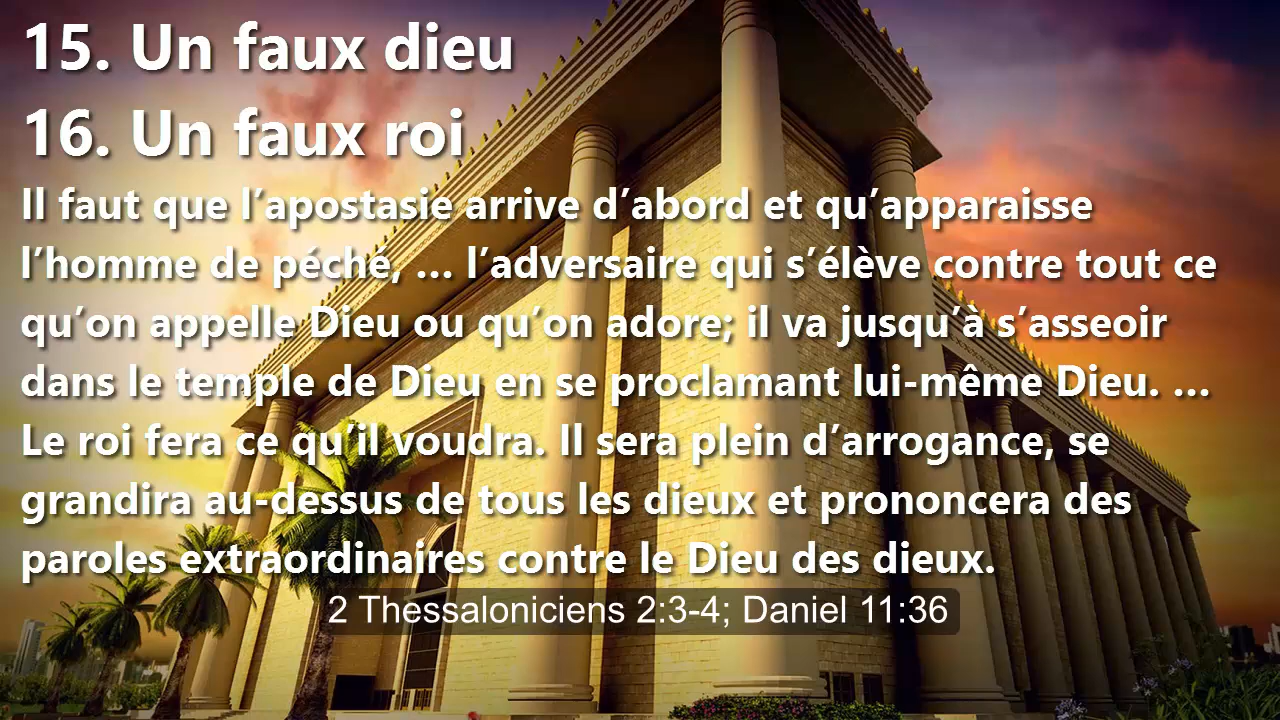 15. Un faux dieu
16. Un faux roi
Il faut que l’apostasie arrive d’abord et qu’apparaisse
l’homme de péché, … l’adversaire qui s’élève contre tout ce
qu’on appelle Dieu ou qu’on adore; il va jusqu’à s’asseoir
dans le temple de Dieu en se proclamant lui-même Dieu. …
Le roi fera ce qu’il voudra. Il sera plein d’arrogance, se
grandira au-dessus de tous les dieux et prononcera des
paroles extraordinaires contre le Dieu des dieux.
2 Thessaloniciens 2:3-4; Daniel 11:36